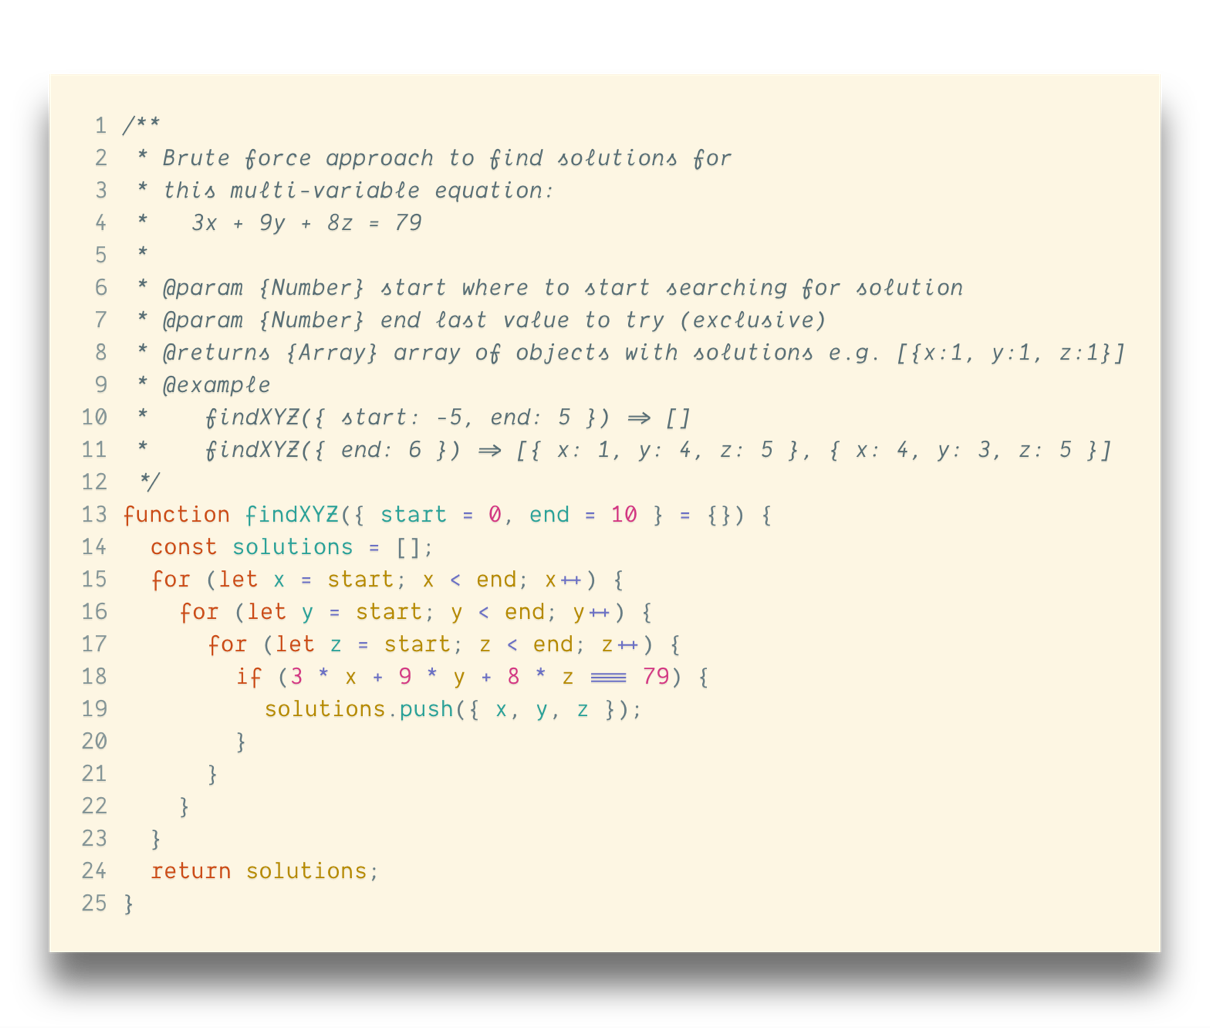 1 /**
2  * Brute force approach to find solutions for
3  * this multi-variable equation:
4  *   3x + 9y + 8z = 79
5  *
6  * @param {Number} start where to start searching for solution
7  * @param {Number} end last value to try (exclusive)
8  * @returns {Array} array of objects with solutions e.g. [{x:1, y:1, z:1}]
9  * @example
10  *    findXYZ({ start: -5, end: 5 }) => []
11  *    findXYZ({ end: 6 }) => [{ x: 1, y: 4, z: 5 }, { x: 4, y: 3, z: 5 }]
12  */
13 function findXYZ({ start = 0, end = 10 } = {}) {
14   const solutions = [];
15   for (let x = start; x < end; x++) {
16     for (let y = start; y < end; y++) {
17       for (let z = start; z < end; z++) {
18         if (3 * x + 9 * y + 8 * z === 79) {
19           solutions.push({ x, y, z });
20         }
21       }
22     }
23   }
24   return solutions;
25 }